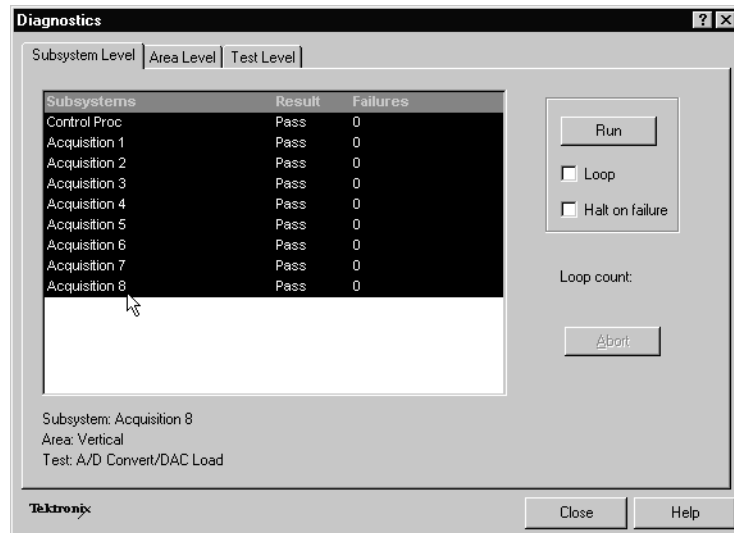 Diagnostics
Subsystem Level Area Level Test Level
Subsystems Result Failures
Control Proc Pass 0
Acquisition 1 Pass 0
Acquisition 2 Pass 0
Acquisition 3 Pass 0
Acquisition 4 Pass 0
Acquisition 5 Pass 0
Acquisition 6 Pass 0
Acquisition 7 Pass 0
Acquisition 8 Pass 0
Run
Loop
Halt on failure
Loop count:
Abort
Subsystem: Acquisition 8
Area: Vertical
Test: A/D Convert/DAC Load
Tektronix
Close Help